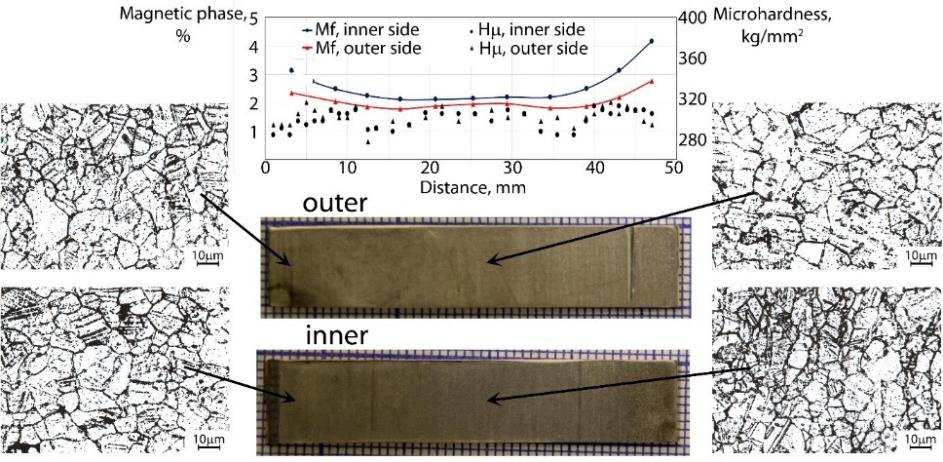 Magnetic phase,
%
5
4
3
2
1
Mf, inner side
Mf, outer side
Hμ, inner side
Hμ, outer side
400
360
320
280
Microhardness,
kg/mm²
0 10 20 30 40 50
Distance, mm
outer
inner
10μm
10μm
10μm
10μm